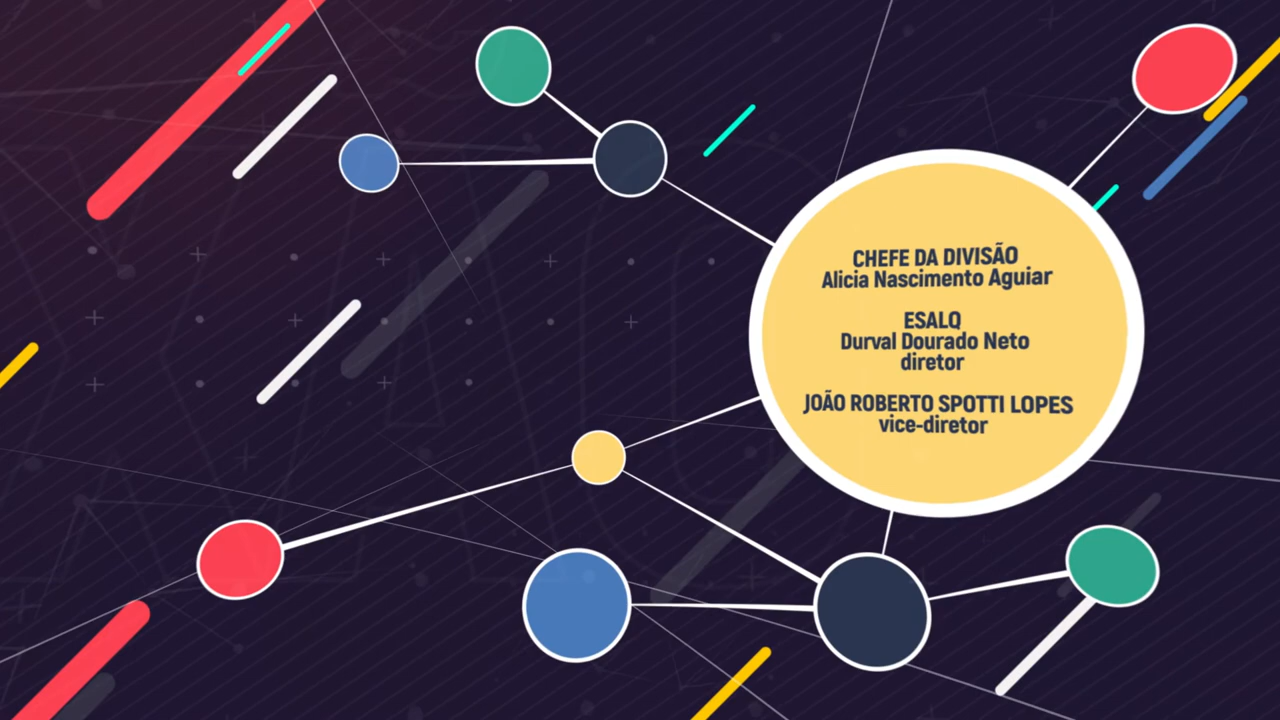 CHEFE DA DIVISÃO
Alicia Nascimento Aguiar
ESALQ
Durval Dourado Neto
diretor
JOÃO ROBERTO SPOTTI LOPES
vice-diretor